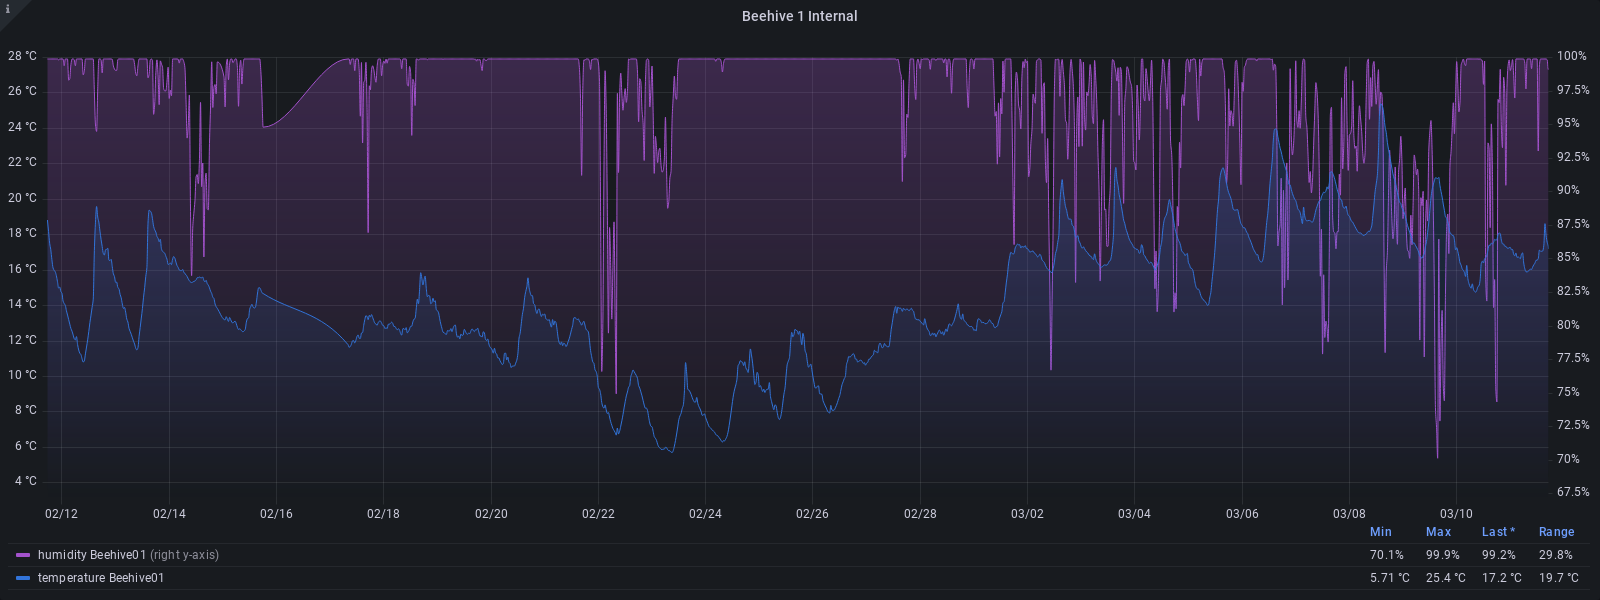 i
Beehive 1 Internal
28 °C 100%
26 °C 97.5%
24 °C 95%
22 °C 92.5%
20 °C 90%
18 °C 87.5%
16 °C 85%
14 °C 82.5%
12 °C 80%
10 °C 77.5%
8 °C 75%
6 °C 72.5%
4 °C 70%
67.5%
02/12 02/14 02/16 02/18 02/20 02/22 02/24 02/26 02/28 03/02 03/04 03/06 03/08 03/10
Min Max Last * Range
humidity Beehive01 (right y-axis) 70.1% 99.9% 99.2% 29.8%
temperature Beehive01 5.71 °C 25.4 °C 17.2 °C 19.7 °C